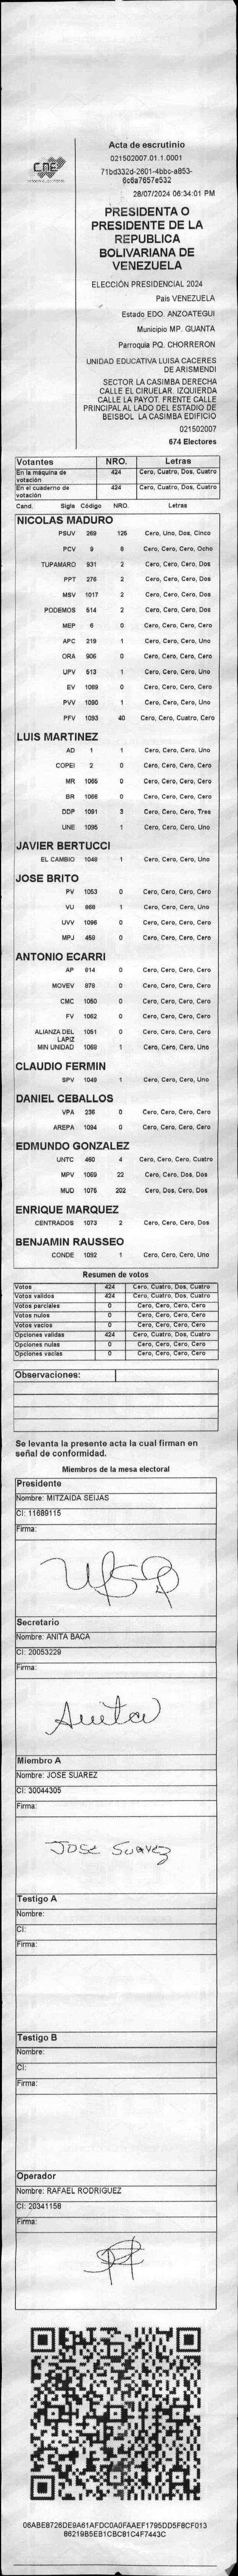 CNE
Acta de escrutinio
021502007.01.1.0001
71bd332d-2601-4bbc-a853-
6c6a7657e532
28/07/2024 06:34:01 PM
PRESIDENTA O
PRESIDENTE DE LA
REPUBLICA
BOLIVARIANA DE
VENEZUELA
ELECCIÓN PRESIDENCIAL 2024
País VENEZUELA
Estado EDO. ANZOATEGUI
Municipio MP. GUANTA
Parroquia PQ. CHORRERON
UNIDAD EDUCATIVA LUISA CACERES
DE ARISMENDI
SECTOR LA CASIMBA DERECHA
CALLE EL CIRUELAR. IZQUIERDA
CALLE LA PAYOT. FRENTE CALLE
PRINCIPAL AL LADO DEL ESTADIO DE
BEISBOL LA CASIMBA EDIFICIO
021502007
674 Electores
Votantes NRO. Letras
En la máquina de votación 424 Cero, Cuatro, Dos, Cuatro
En el cuaderno de votación 424 Cero, Cuatro, Dos, Cuatro
Cand. Sigla Código NRO. Letras
NICOLAS MADURO
PSUV 269 125 Cero, Uno, Dos, Cinco
PCV 9 8 Cero, Cero, Cero, Ocho
TUPAMARO 931 2 Cero, Cero, Cero, Dos
PPT 276 2 Cero, Cero, Cero, Dos
MSV 1017 2 Cero, Cero, Cero, Dos
PODEMOS 514 2 Cero, Cero, Cero, Dos
MEP 6 0 Cero, Cero, Cero, Cero
APC 219 1 Cero, Cero, Cero, Uno
ORA 906 0 Cero, Cero, Cero, Cero
UPV 513 1 Cero, Cero, Cero, Uno
EV 1089 0 Cero, Cero, Cero, Cero
PVV 1090 1 Cero, Cero, Cero, Uno
PFV 1093 40 Cero, Cero, Cuatro, Cero
LUIS MARTINEZ
AD 1 1 Cero, Cero, Cero, Uno
COPEI 2 0 Cero, Cero, Cero, Cero
MR 1065 0 Cero, Cero, Cero, Cero
BR 1066 0 Cero, Cero, Cero, Cero
DDP 1091 3 Cero, Cero, Cero, Tres
UNE 1095 1 Cero, Cero, Cero, Uno
JAVIER BERTUCCI
EL CAMBIO 1048 1 Cero, Cero, Cero, Uno
JOSE BRITO
PV 1053 0 Cero, Cero, Cero, Cero
VU 868 1 Cero, Cero, Cero, Uno
UVV 1096 0 Cero, Cero, Cero, Cero
MPJ 458 0 Cero, Cero, Cero, Cero
ANTONIO ECARRI
AP 814 0 Cero, Cero, Cero, Cero
MOVEV 978 0 Cero, Cero, Cero, Cero
CMC 1050 0 Cero, Cero, Cero, Cero
FV 1062 0 Cero, Cero, Cero, Cero
ALIANZA DEL LAPIZ 1051 0 Cero, Cero, Cero, Cero
MIN UNIDAD 1068 1 Cero, Cero, Cero, Uno
CLAUDIO FERMIN
SPV 1049 1 Cero, Cero, Cero, Uno
DANIEL CEBALLOS
VPA 236 0 Cero, Cero, Cero, Cero
AREPA 1094 0 Cero, Cero, Cero, Cero
EDMUNDO GONZALEZ
UNTC 460 4 Cero, Cero, Cero, Cuatro
MPV 1069 22 Cero, Cero, Dos, Dos
MUD 1075 202 Cero, Dos, Cero, Dos
ENRIQUE MARQUEZ
CENTRADOS 1073 2 Cero, Cero, Cero, Dos
BENJAMIN RAUSSEO
CONDE 1092 1 Cero, Cero, Cero, Uno
Resumen de votos
Votos 424 Cero, Cuatro, Dos, Cuatro
Votos validos 424 Cero, Cuatro, Dos, Cuatro
Votos parciales 0 Cero, Cero, Cero, Cero
Votos nulos 0 Cero, Cero, Cero, Cero
Votos vacios 0 Cero, Cero, Cero, Cero
Opciones validas 424 Cero, Cuatro, Dos, Cuatro
Opciones nulas 0 Cero, Cero, Cero, Cero
Opciones vacias 0 Cero, Cero, Cero, Cero
Observaciones:
Se levanta la presente acta la cual firman en
señal de conformidad.
Miembros de la mesa electoral
Presidente
Nombre: MITZAIDA SEIJAS
CI: 11689115
Firma:
Secretario
Nombre: ANITA BACA
CI: 20053229
Firma:
Anita
Miembro A
Nombre: JOSE SUAREZ
CI: 30044305
Firma:
Jose Suarez
Testigo A
Nombre:
CI:
Firma:
Testigo B
Nombre:
CI:
Firma:
Operador
Nombre: RAFAEL RODRIGUEZ
CI: 20341158
Firma:
06ABE8726DE9A61AFDC0A0FAAEF1795DD5F8CF013
86219B5EB1CBC81C4F7443C